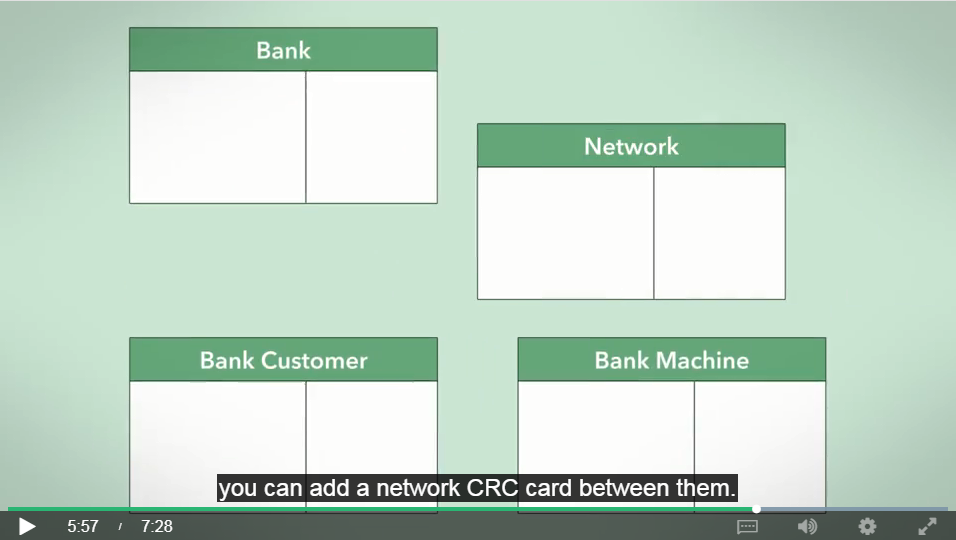 Bank
Network
Bank Customer
Bank Machine
you can add a network CRC card between them.
5:57 / 7:28